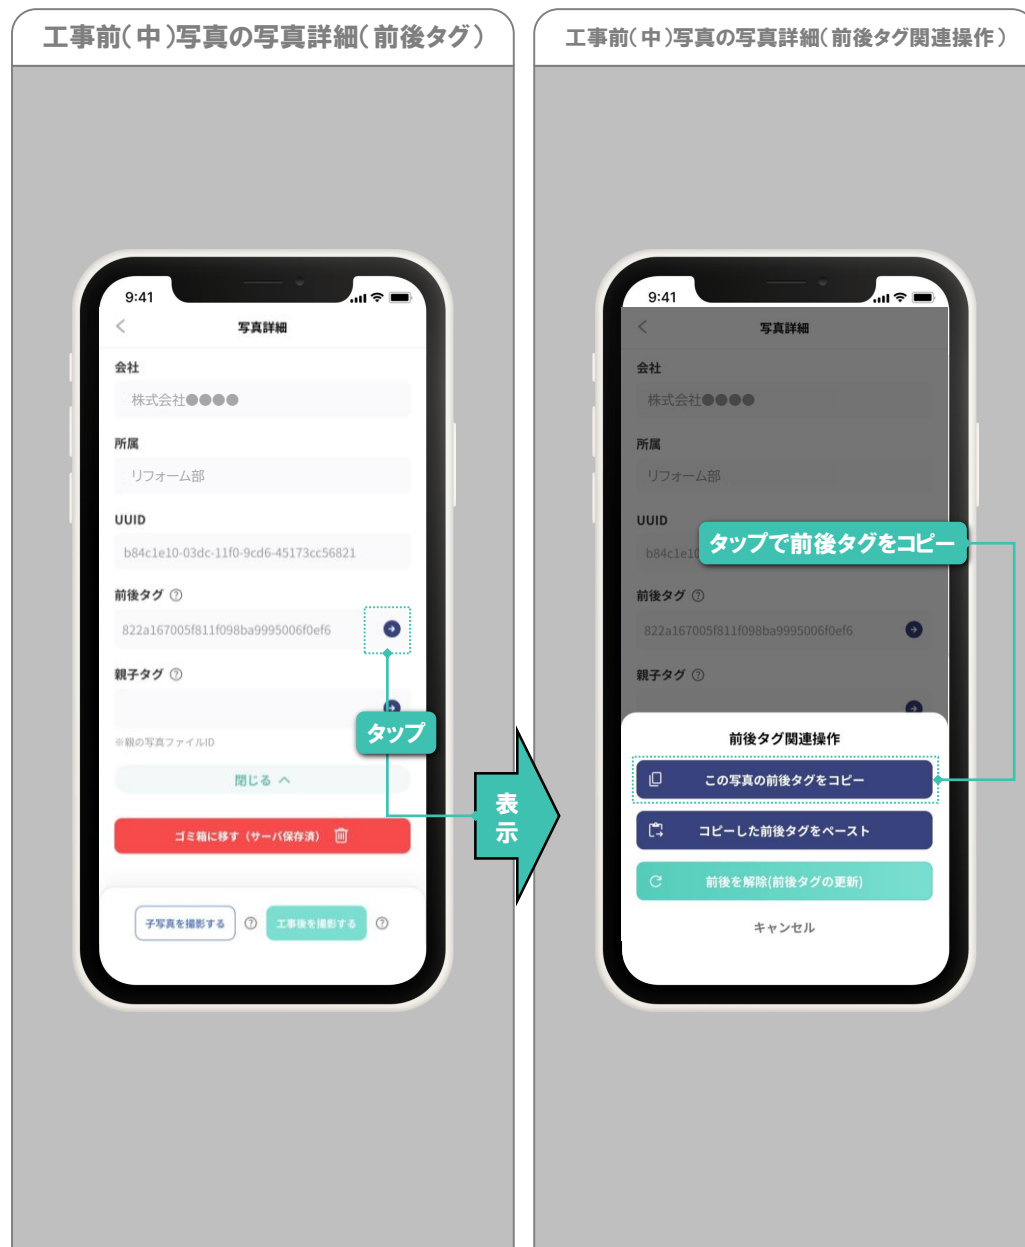 工事前(中)写真の写真詳細(前後タグ)
9:41
写真詳細
会社
株式会社●●●●
所属
リフォーム部
UUID
b84c1e10-03dc-11f0-9cd6-45173cc56821
前後タグ ?
822a167005f811f098ba9995006f0ef6
親子タグ ?
タップ
※親の写真ファイルID
閉じる
ゴミ箱に移す（サーバ保存済）
子写真を撮影する ? 工事後を撮影する ?
表示
工事前(中)写真の写真詳細(前後タグ関連操作)
9:41
写真詳細
会社
株式会社●●●●
所属
リフォーム部
UUID
b84c1e10
タップで前後タグをコピー
前後タグ ?
822a167005f811f098ba9995006f0ef6
親子タグ ?
前後タグ関連操作
この写真の前後タグをコピー
コピーした前後タグをペースト
前後を解除(前後タグの更新)
キャンセル